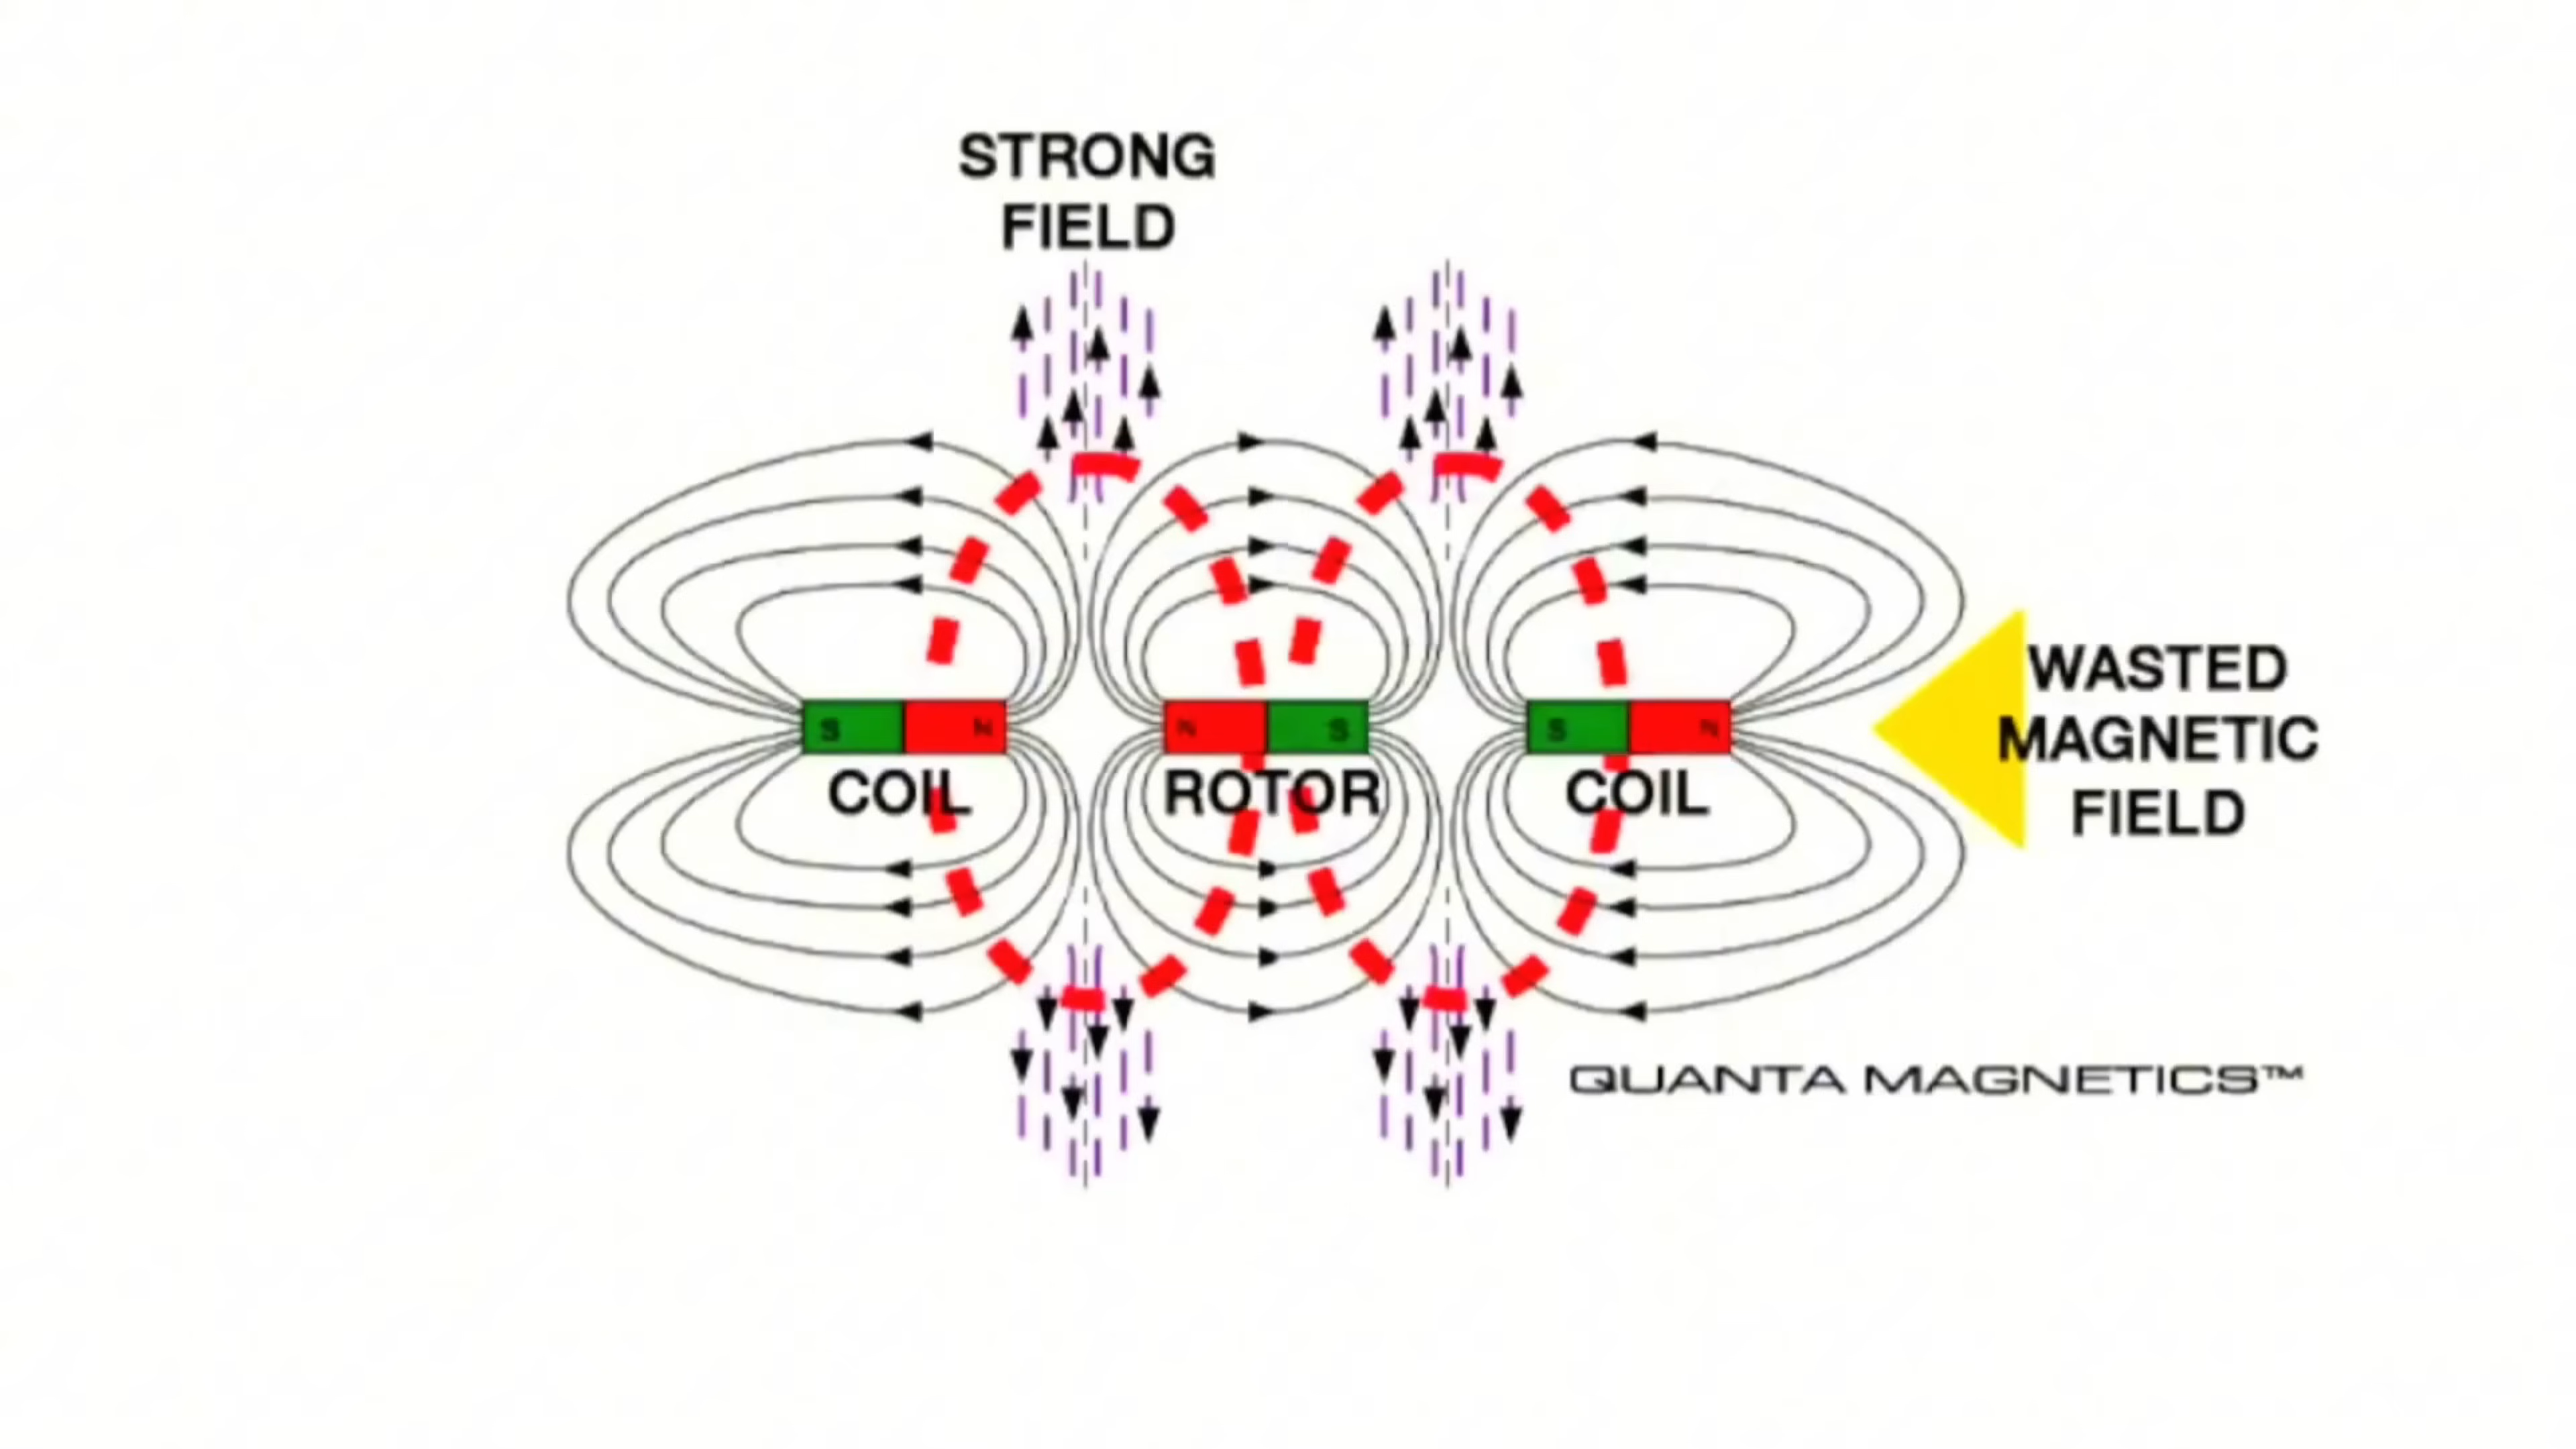 STRONG
FIELD
S N N S S N
COIL ROTOR COIL
WASTED
MAGNETIC
FIELD
QUANTA MAGNETICS™